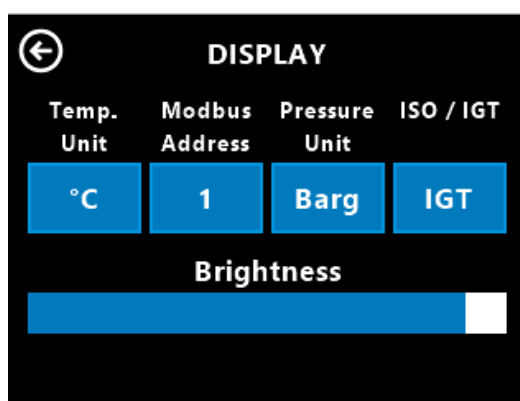 DISPLAY
Temp. Unit
Modbus Address
Pressure Unit
ISO / IGT
°C
1
Barg
IGT
Brightness